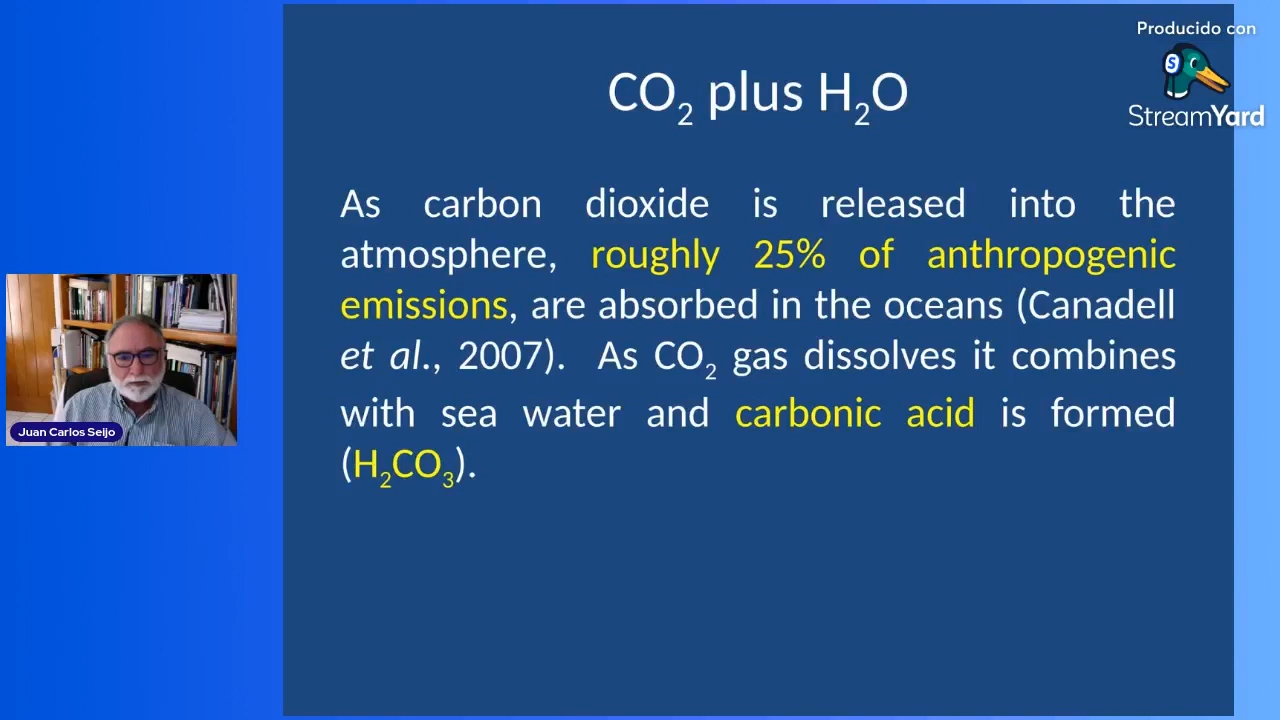 Producido con
StreamYard
CO₂ plus H₂O
As carbon dioxide is released into the
atmosphere, roughly 25% of anthropogenic
emissions, are absorbed in the oceans (Canadell
et al., 2007). As CO₂ gas dissolves it combines
with sea water and carbonic acid is formed
(H₂CO₃).
S
Juan Carlos Seijo